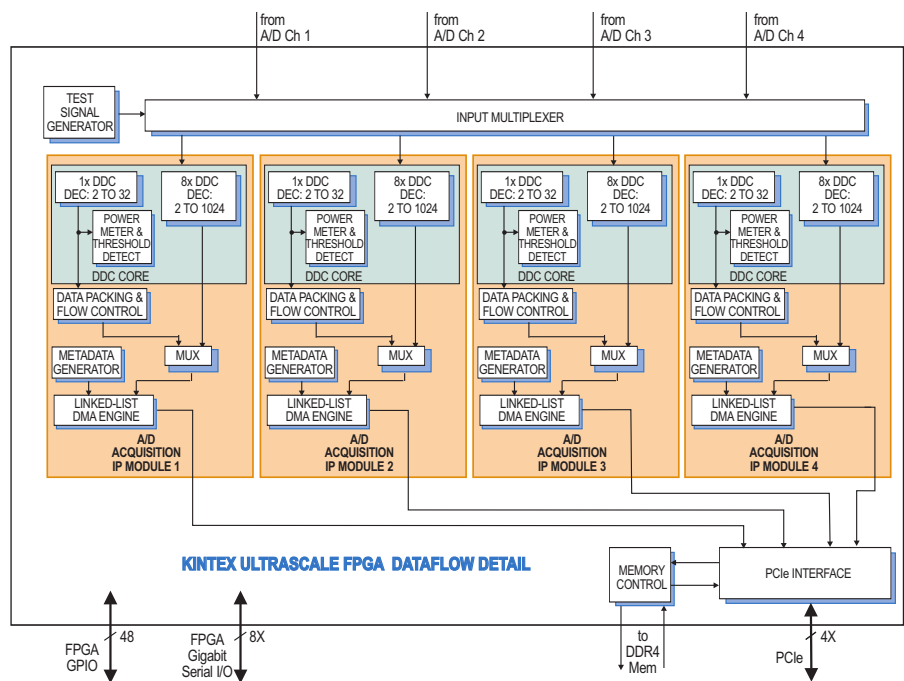 from
A/D Ch 1
from
A/D Ch 2
from
A/D Ch 3
from
A/D Ch 4
TEST
SIGNAL
GENERATOR
INPUT MULTIPLEXER
1x DDC
DEC: 2 TO 32
8x DDC
DEC:
2 TO 1024
POWER
METER &
THRESHOLD
DETECT
DDC CORE
DATA PACKING &
FLOW CONTROL
METADATA
GENERATOR
MUX
LINKED-LIST
DMA ENGINE
A/D
ACQUISITION
IP MODULE 1
1x DDC
DEC: 2 TO 32
8x DDC
DEC:
2 TO 1024
POWER
METER &
THRESHOLD
DETECT
DDC CORE
DATA PACKING &
FLOW CONTROL
METADATA
GENERATOR
MUX
LINKED-LIST
DMA ENGINE
A/D
ACQUISITION
IP MODULE 2
1x DDC
DEC: 2 TO 32
8x DDC
DEC:
2 TO 1024
POWER
METER &
THRESHOLD
DETECT
DDC CORE
DATA PACKING &
FLOW CONTROL
METADATA
GENERATOR
MUX
LINKED-LIST
DMA ENGINE
A/D
ACQUISITION
IP MODULE 3
1x DDC
DEC: 2 TO 32
8x DDC
DEC:
2 TO 1024
POWER
METER &
THRESHOLD
DETECT
DDC CORE
DATA PACKING &
FLOW CONTROL
METADATA
GENERATOR
MUX
LINKED-LIST
DMA ENGINE
A/D
ACQUISITION
IP MODULE 4
KINTEX ULTRASCALE FPGA DATAFLOW DETAIL
MEMORY
CONTROL
PCIe INTERFACE
48
FPGA
GPIO
8X
FPGA
Gigabit
Serial I/O
to
DDR4
Mem
4X
PCIe